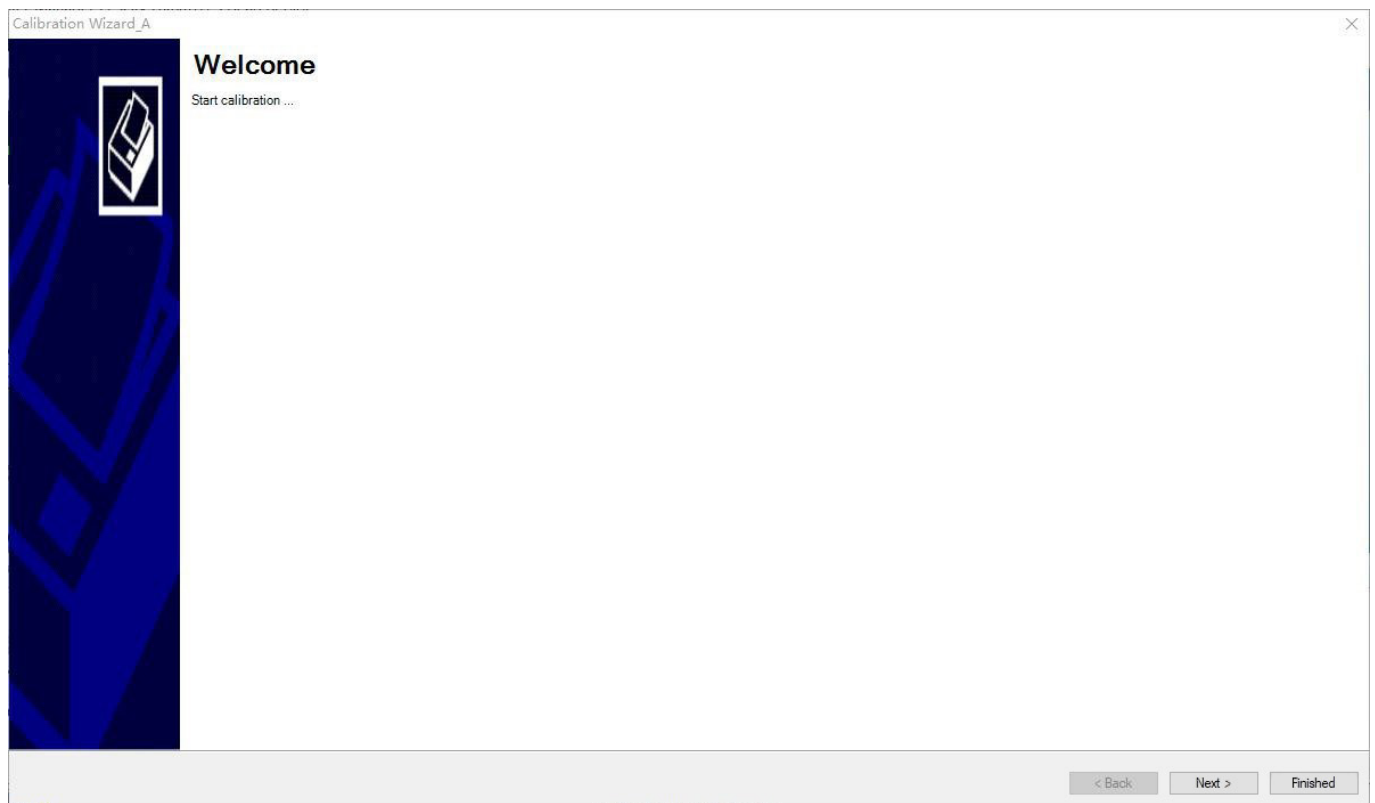 Calibration Wizard_A
Welcome
Start calibration ...
< Back Next > Finished